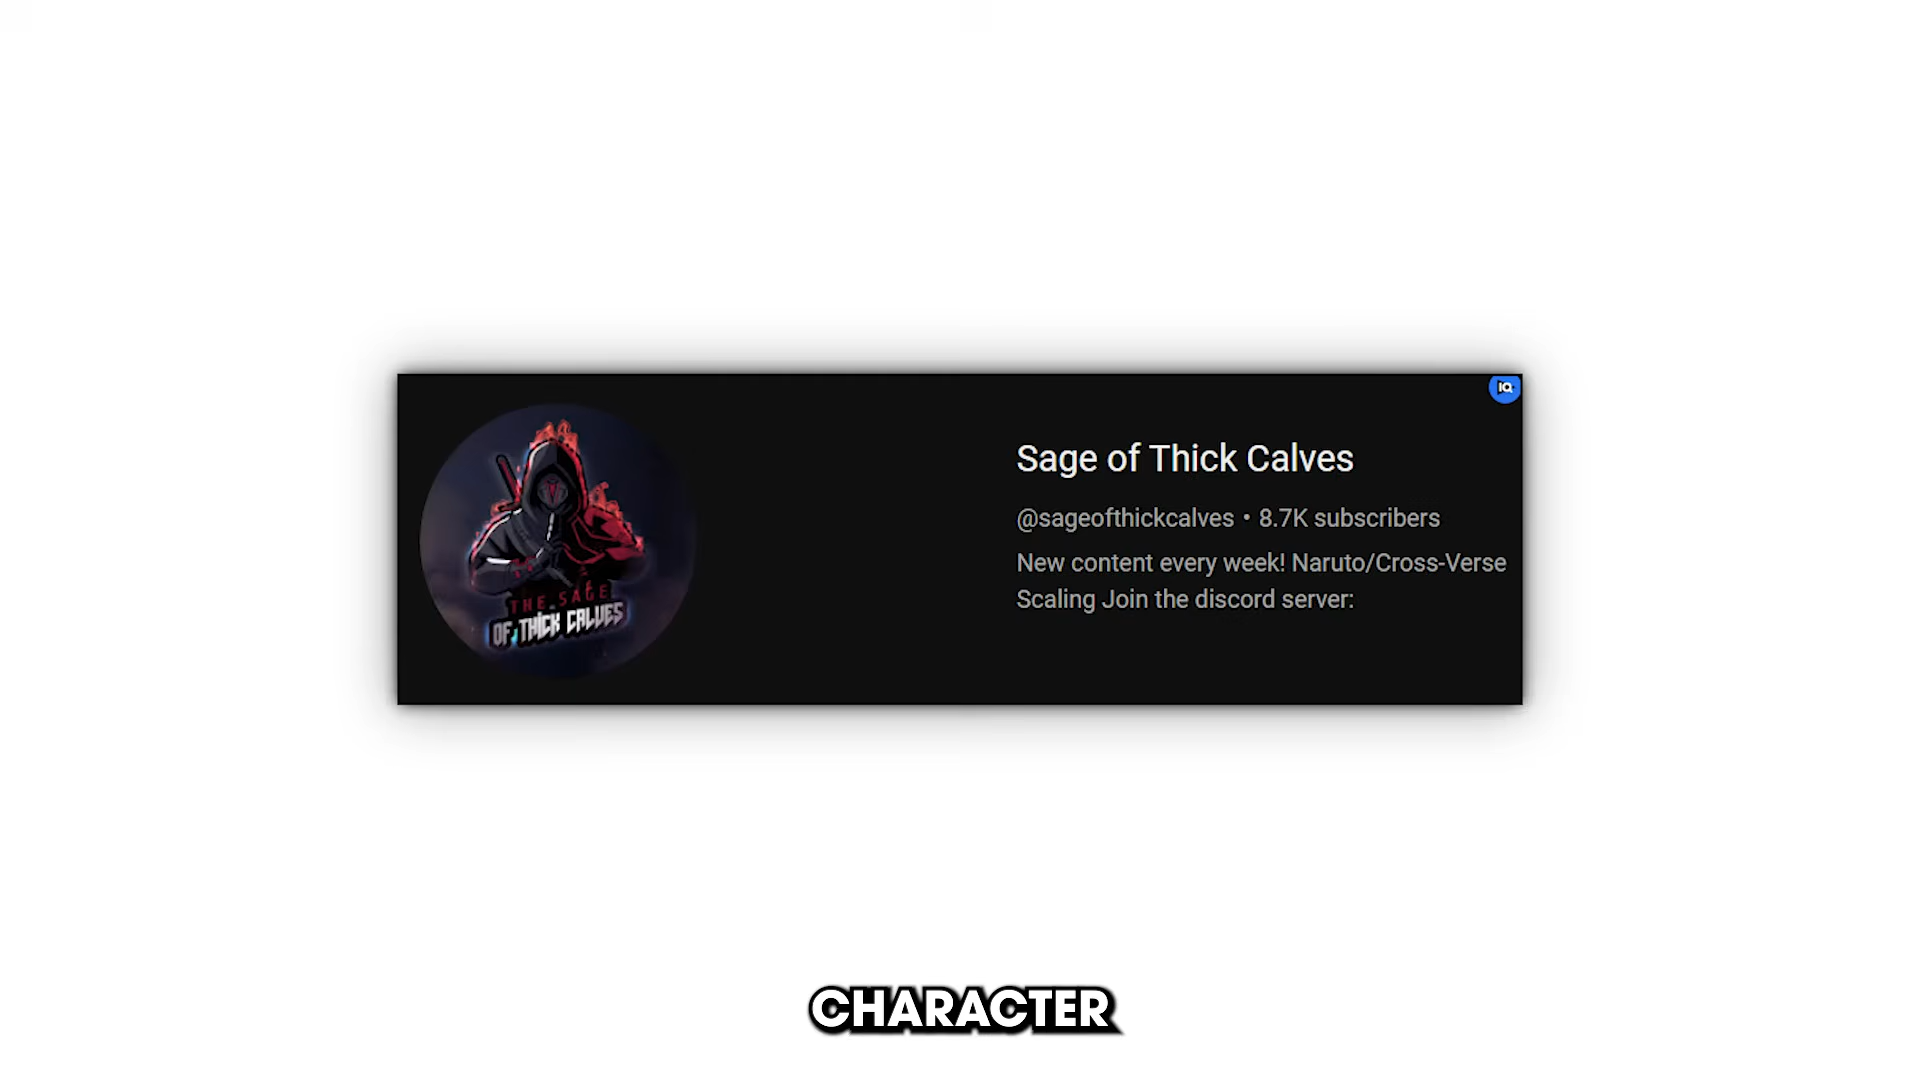 IQ
Sage of Thick Calves
@sageofthickcalves • 8.7K subscribers
New content every week! Naruto/Cross-Verse
Scaling Join the discord server:
THE SAGE
OF THICK CALVES
CHARACTER